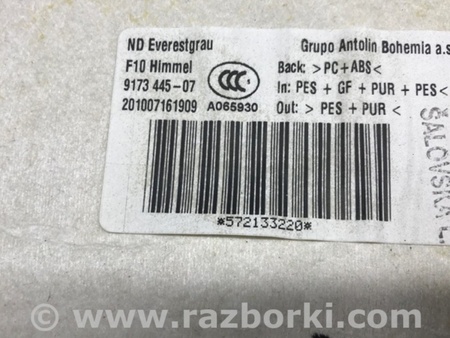 ND Everestgrau
Grupo Antolin Bohemia a.s
F10 Himmel
Back: >PC+ABS<
9173 445-07
In: PES + GF + PUR + PES<
201007161909
A065930
Out: > PES + PUR <
*572133220*
SALOVSKA
© www.razborki.com/